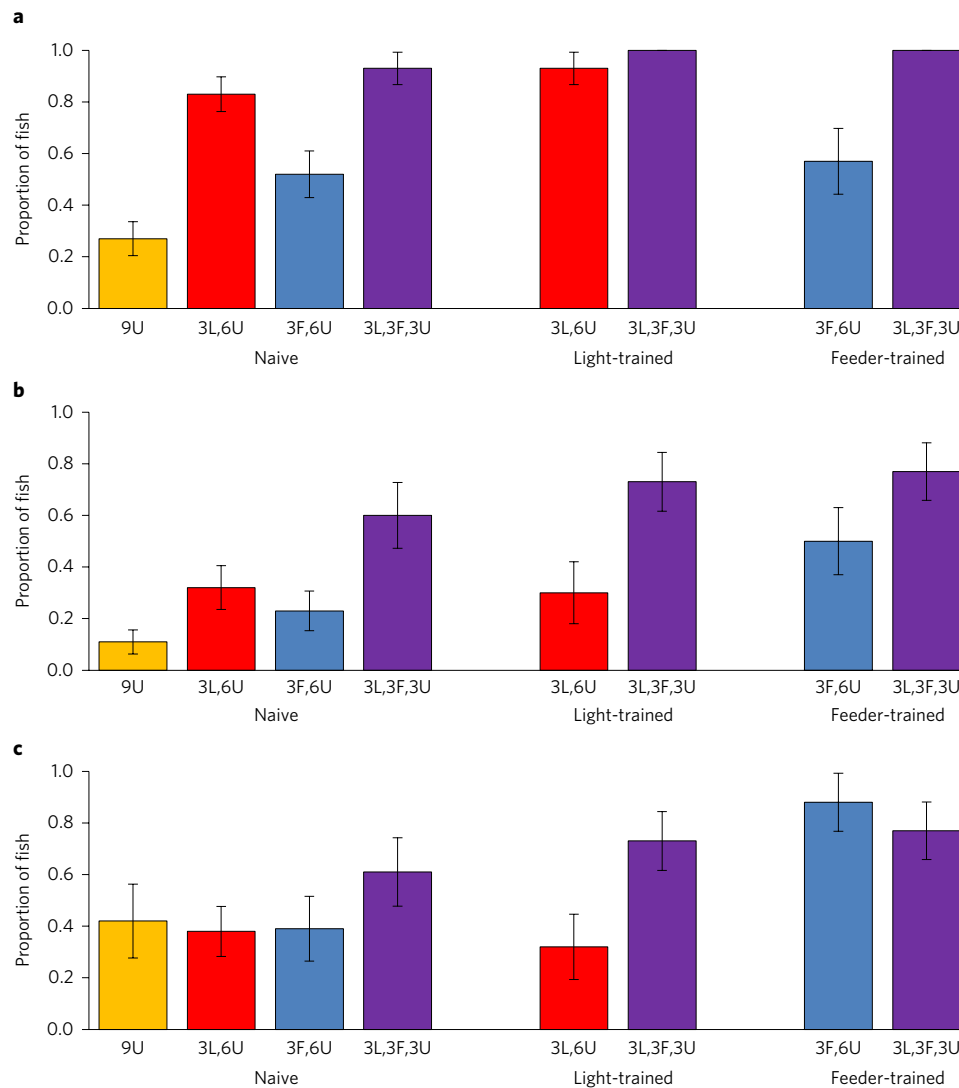 a
1.0
0.8
0.6
0.4
0.2
0.0
Proportion of fish
9U 3L,6U 3F,6U 3L,3F,3U 3L,6U 3L,3F,3U 3F,6U 3L,3F,3U
Naive Light-trained Feeder-trained
b
1.0
0.8
0.6
0.4
0.2
0.0
Proportion of fish
9U 3L,6U 3F,6U 3L,3F,3U 3L,6U 3L,3F,3U 3F,6U 3L,3F,3U
Naive Light-trained Feeder-trained
c
1.0
0.8
0.6
0.4
0.2
0.0
Proportion of fish
9U 3L,6U 3F,6U 3L,3F,3U 3L,6U 3L,3F,3U 3F,6U 3L,3F,3U
Naive Light-trained Feeder-trained